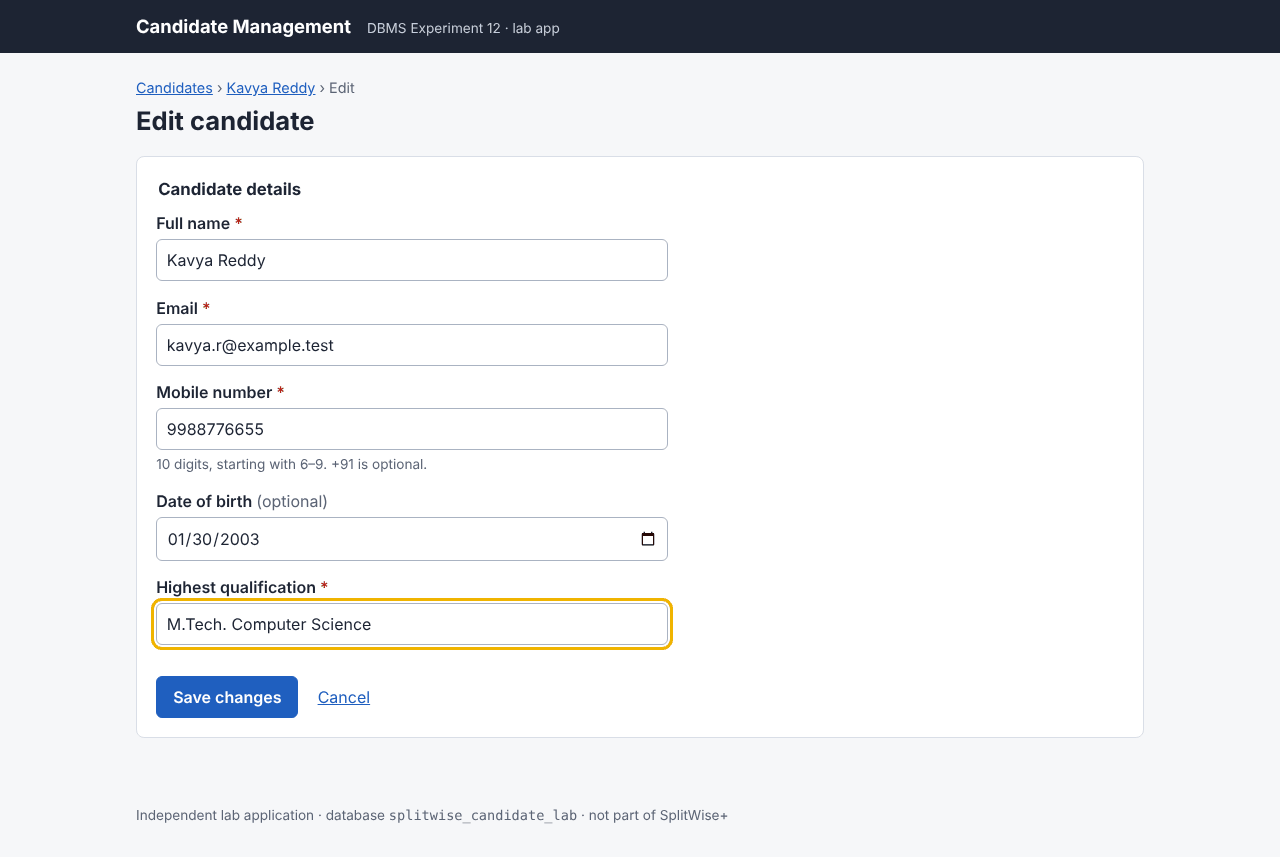 Candidate Management DBMS Experiment 12 · lab app
Candidates › Kavya Reddy › Edit
Edit candidate
Candidate details
Full name *
Kavya Reddy
Email *
kavya.r@example.test
Mobile number *
9988776655
10 digits, starting with 6–9. +91 is optional.
Date of birth (optional)
01/30/2003
Highest qualification *
M.Tech. Computer Science
Save changes Cancel
Independent lab application · database splitwise_candidate_lab · not part of SplitWise+